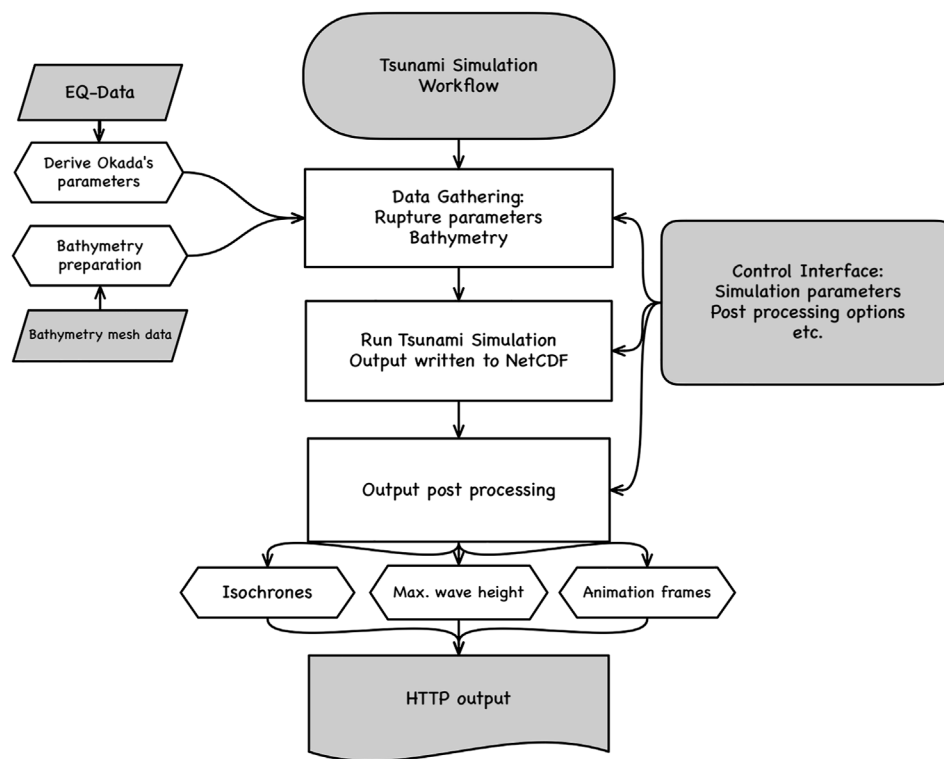 Tsunami Simulation
Workflow
EQ-Data
Derive Okada's
parameters
Data Gathering:
Rupture parameters
Bathymetry
Bathymetry
preparation
Bathymetry mesh data
Control Interface:
Simulation parameters
Post processing options
etc.
Run Tsunami Simulation
Output written to NetCDF
Output post processing
Isochrones
Max. wave height
Animation frames
HTTP output